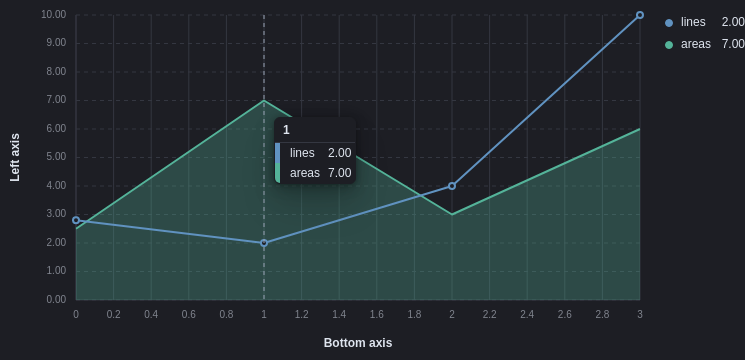 10.00
9.00
8.00
7.00
6.00
5.00
4.00
3.00
2.00
1.00
0.00
Left axis
0 0.2 0.4 0.6 0.8 1 1.2 1.4 1.6 1.8 2 2.2 2.4 2.6 2.8 3
Bottom axis
1
lines 2.00
areas 7.00
lines 2.00
areas 7.00